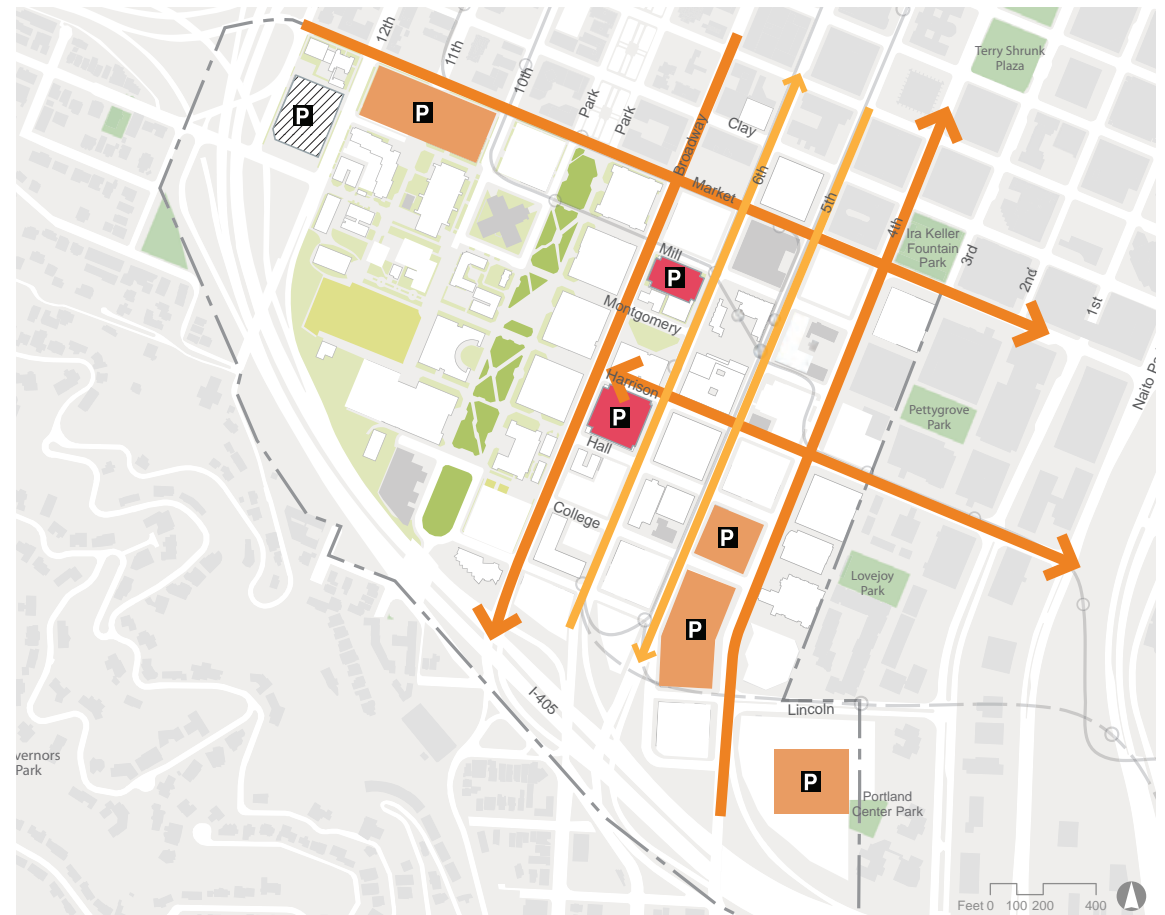 12th
11th
10th
Park
Park
Broadway
Clay
Terry Shrunk
Plaza
P
P
Market
6th
5th
4th
Ira Keller
Fountain
Park
3rd
2nd
1st
Mill
P
Montgomery
Naito Pa
Harrison
P
Hall
Pettygrove
Park
College
P
Lovejoy
Park
P
I-405
Lincoln
vernors
Park
P
Portland
Center Park
Feet 0 100 200 400